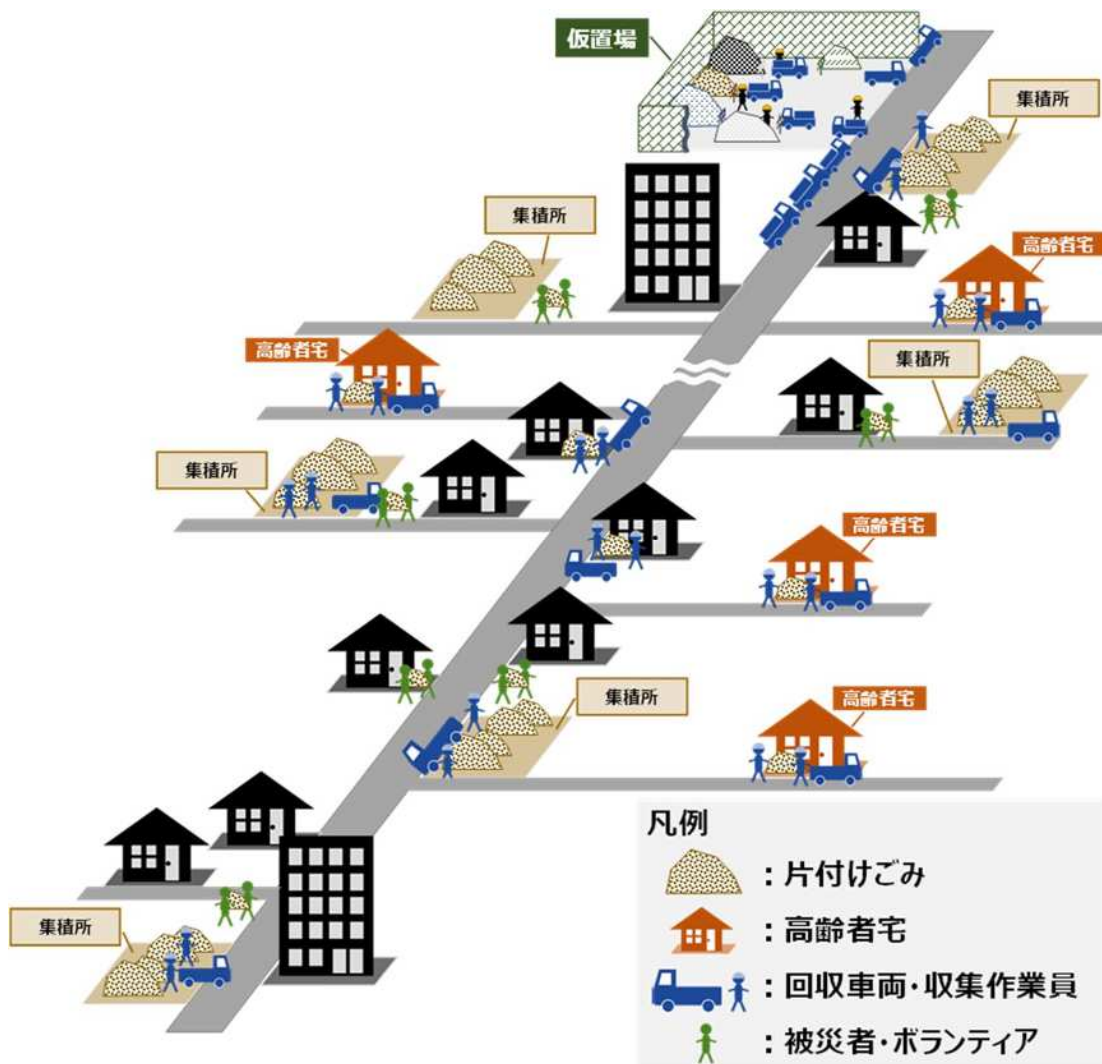 仮置場
集積所
集積所
高齢者宅
高齢者宅
集積所
集積所
高齢者宅
集積所
高齢者宅
集積所
凡例
：片付けごみ
：高齢者宅
：回収車両・収集作業員
：被災者・ボランティア